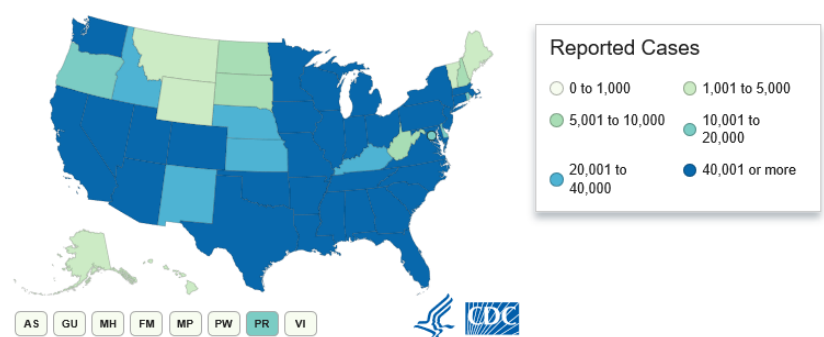 Reported Cases
0 to 1,000
1,001 to 5,000
5,001 to 10,000
10,001 to
20,000
20,001 to
40,000
40,001 or more
AS
GU
MH
FM
MP
PW
PR
VI
CDC